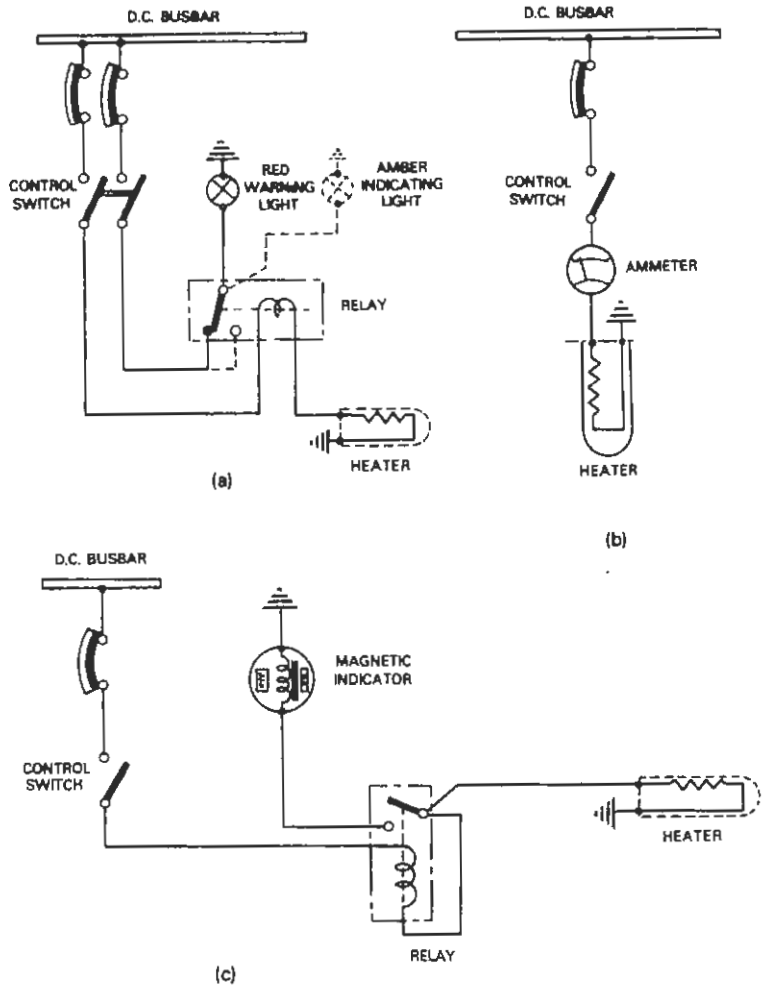 D.C. BUSBAR
CONTROL
SWITCH
RED
WARNING
LIGHT
AMBER
INDICATING
LIGHT
RELAY
HEATER
(a)
D.C. BUSBAR
CONTROL
SWITCH
AMMETER
HEATER
(b)
D.C. BUSBAR
MAGNETIC
INDICATOR
CONTROL
SWITCH
HEATER
RELAY
(c)